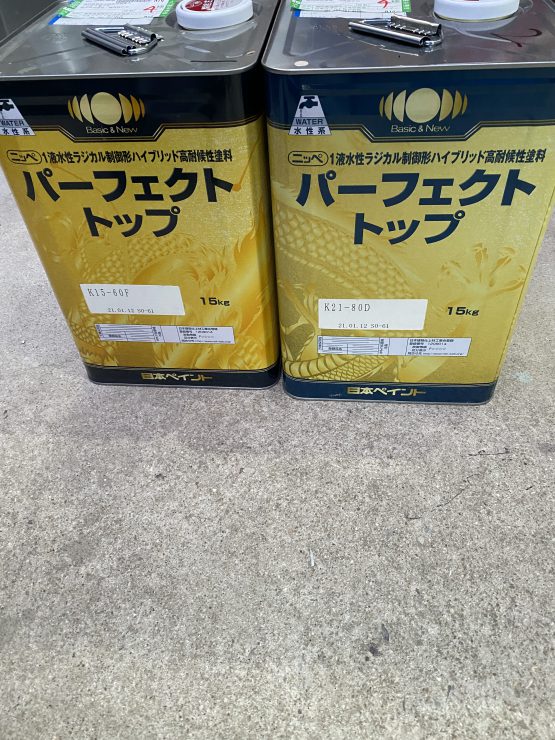 WATER
水性系
Basic & New
ニッペ 1液水性ラジカル制御形ハイブリッド高耐候性塗料
パーフェクト
トップ
K15-60F
21.01.12 SO-61
15kg
日本ペイント
WATER
水性系
Basic & New
ニッペ 1液水性ラジカル制御形ハイブリッド高耐候性塗料
パーフェクト
トップ
K21-80D
21.01.12 SO-61
15kg
日本ペイント